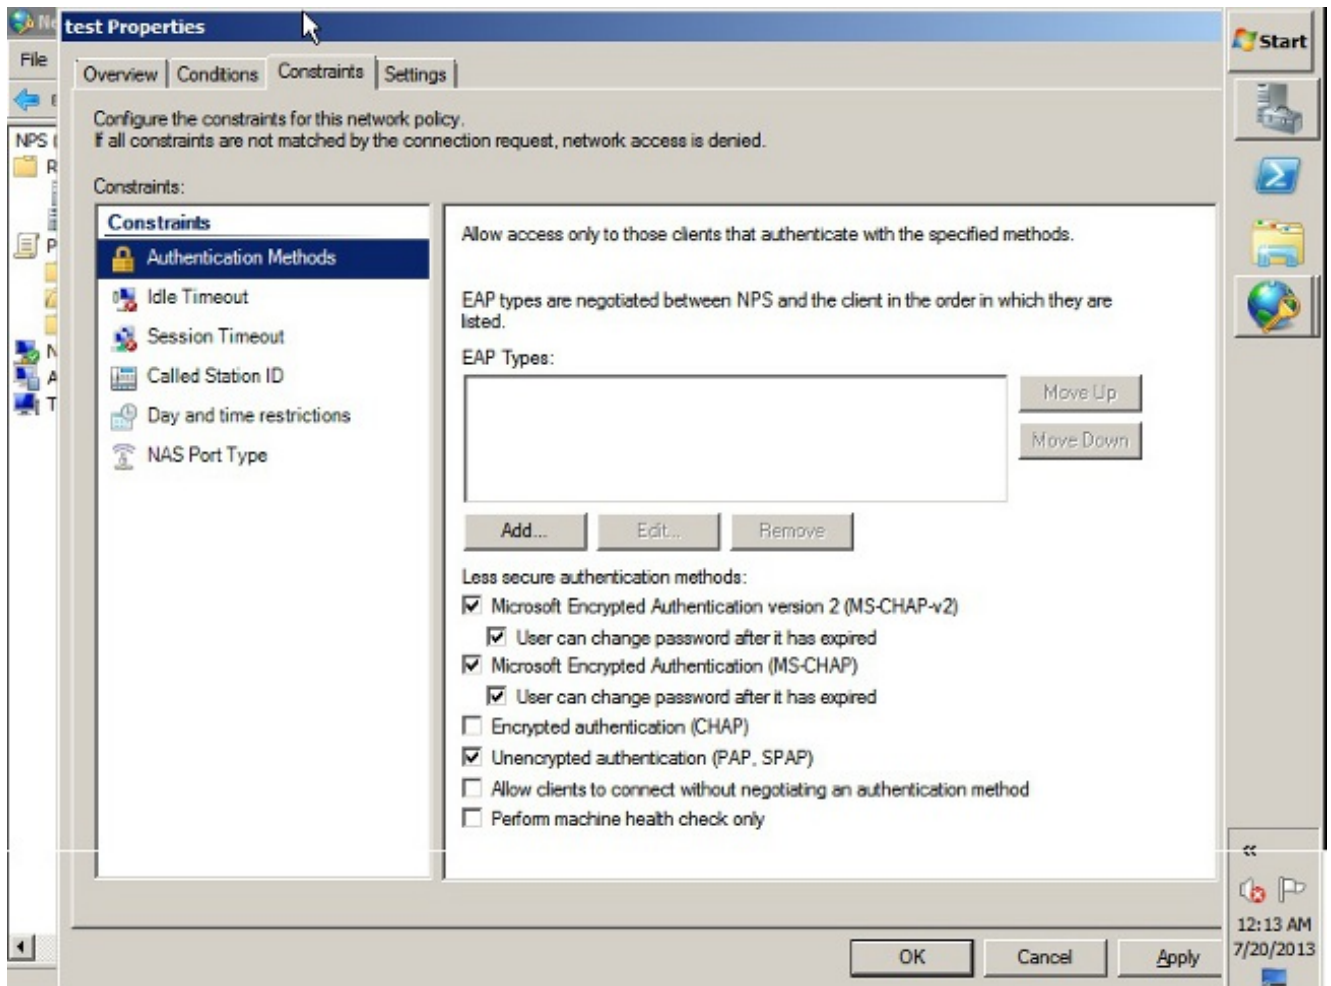 Ne
test Properties
File
Overview
Conditions
Constraints
Settings
Configure the constraints for this network policy.
If all constraints are not matched by the connection request, network access is denied.
Constraints:
Constraints
Authentication Methods
Idle Timeout
Session Timeout
Called Station ID
Day and time restrictions
NAS Port Type
Allow access only to those clients that authenticate with the specified methods.
EAP types are negotiated between NPS and the client in the order in which they are
listed.
EAP Types:
Move Up
Move Down
Add...
Edit...
Remove
Less secure authentication methods:
Microsoft Encrypted Authentication version 2 (MS-CHAP-v2)
User can change password after it has expired
Microsoft Encrypted Authentication (MS-CHAP)
User can change password after it has expired
Encrypted authentication (CHAP)
Unencrypted authentication (PAP, SPAP)
Allow clients to connect without negotiating an authentication method
Perform machine health check only
OK
Cancel
Apply
NPS (
R
P
N
A
T
Start
12:13 AM
7/20/2013